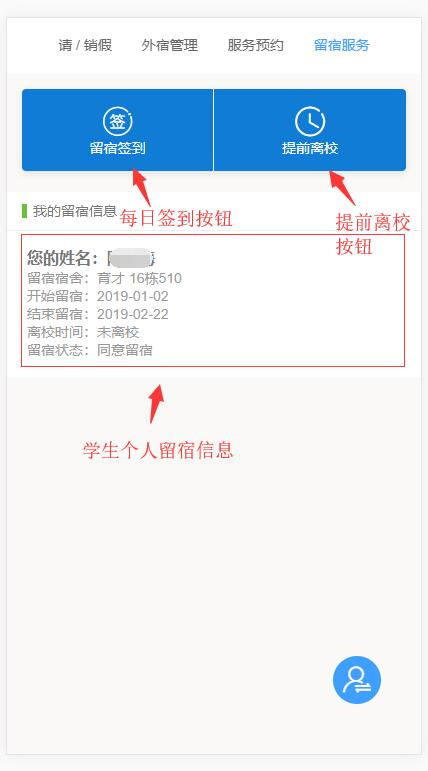 请 / 销假 外宿管理 服务预约 留宿服务
签
留宿签到 提前离校
我的留宿信息
每日签到按钮
提前离校
按钮
您的姓名：
留宿宿舍：育才 16栋510
开始留宿：2019-01-02
结束留宿：2019-02-22
离校时间：未离校
留宿状态：同意留宿
学生个人留宿信息